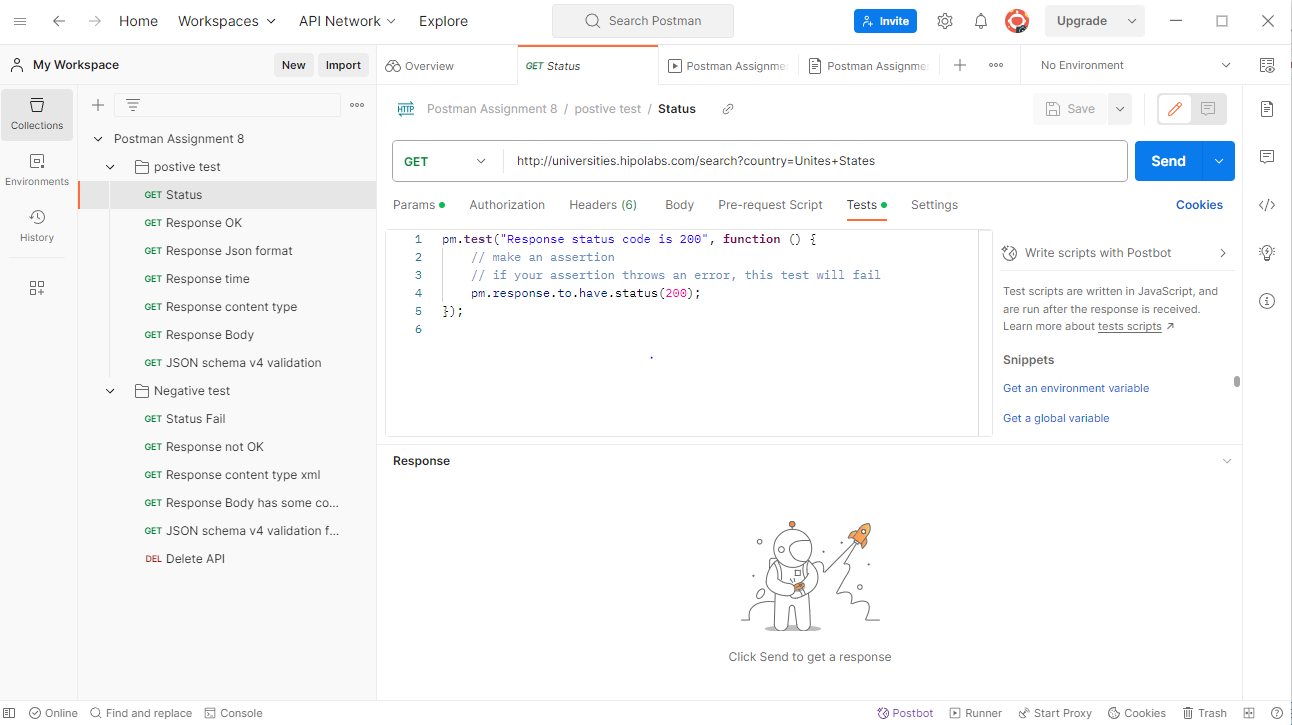 Home Workspaces API Network Explore Search Postman Invite Upgrade
My Workspace New Import Overview GET Status Postman Assignme Postman Assignme No Environment
Collections
Environments
History
Postman Assignment 8
postive test
GET Status
GET Response OK
GET Response Json format
GET Response time
GET Response content type
GET Response Body
GET JSON schema v4 validation
Negative test
GET Status Fail
GET Response not OK
GET Response content type xml
GET Response Body has some co...
GET JSON schema v4 validation f...
DEL Delete API
HTTP Postman Assignment 8 / postive test / Status Save
GET http://universities.hipolabs.com/search?country=Unites+States Send
Params Authorization Headers (6) Body Pre-request Script Tests Settings Cookies
1 pm.test("Response status code is 200", function () {
2 // make an assertion
3 // if your assertion throws an error, this test will fail
4 pm.response.to.have.status(200);
5 });
6
Write scripts with Postbot
Test scripts are written in JavaScript, and
are run after the response is received.
Learn more about tests scripts ↗
Snippets
Get an environment variable
Get a global variable
Response
Click Send to get a response
Online Find and replace Console Postbot Runner Start Proxy Cookies Trash